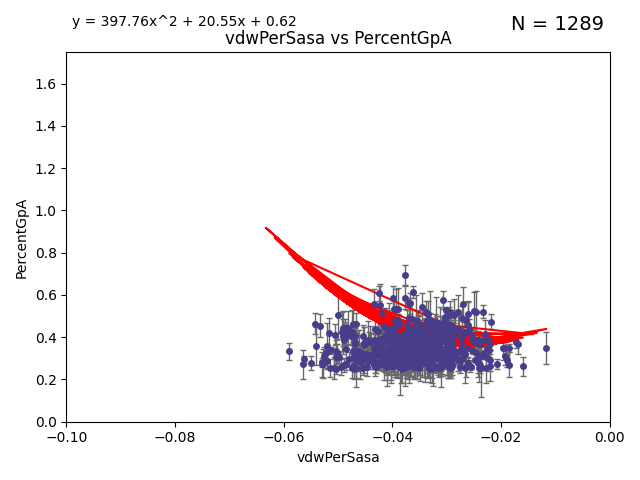 y = 397.76x^2 + 20.55x + 0.62
N = 1289
vdwPerSasa vs PercentGpA
PercentGpA
1.6
1.4
1.2
1.0
0.8
0.6
0.4
0.2
0.0
−0.10 −0.08 −0.06 −0.04 −0.02 0.00
vdwPerSasa